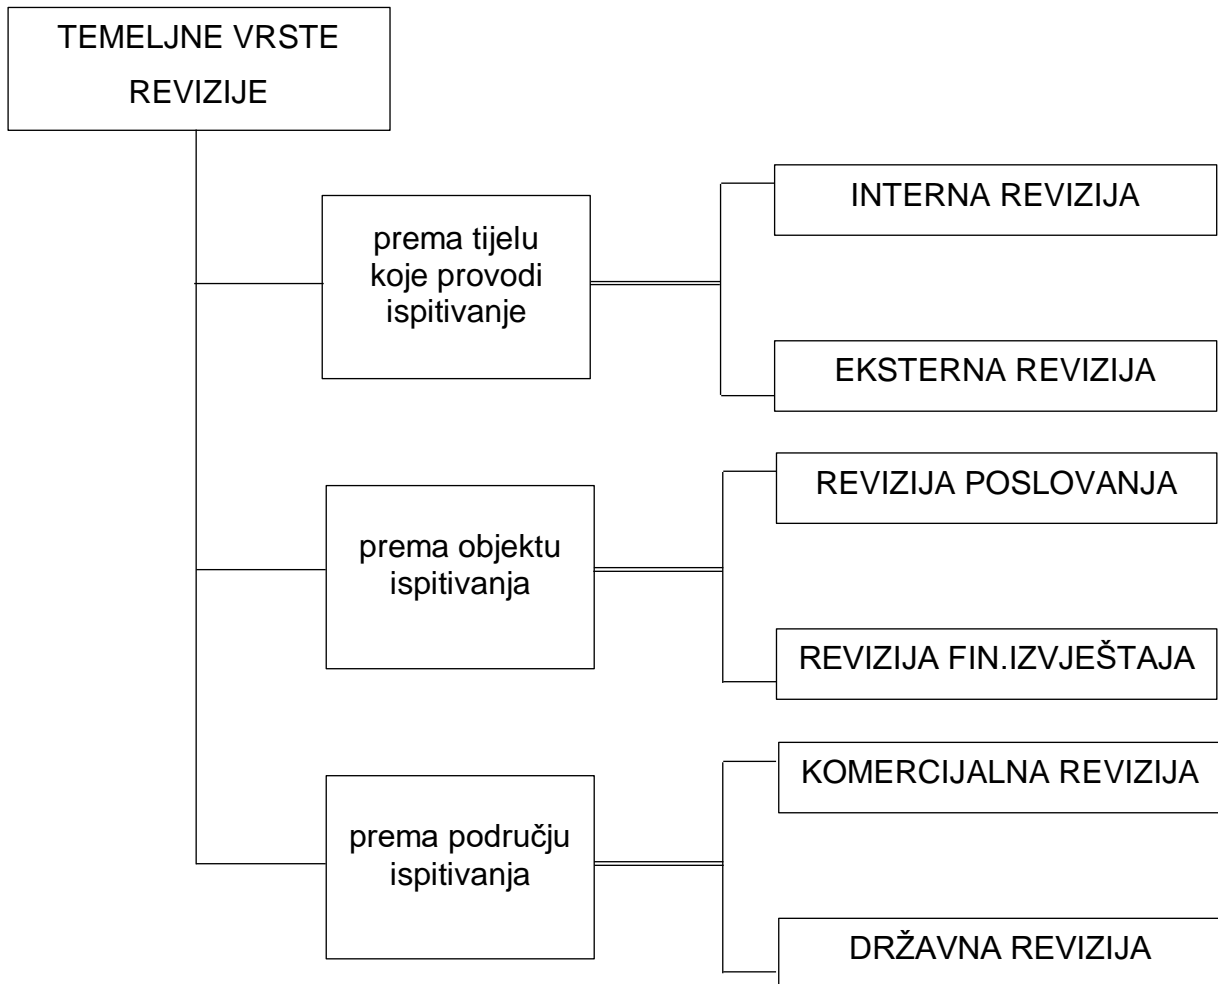 TEMELJNE VRSTE
REVIZIJE
prema tijelu
koje provodi
ispitivanje
INTERNA REVIZIJA
EKSTERNA REVIZIJA
prema objektu
ispitivanja
REVIZIJA POSLOVANJA
REVIZIJA FIN.IZVJEŠTAJA
prema području
ispitivanja
KOMERCIJALNA REVIZIJA
DRŽAVNA REVIZIJA